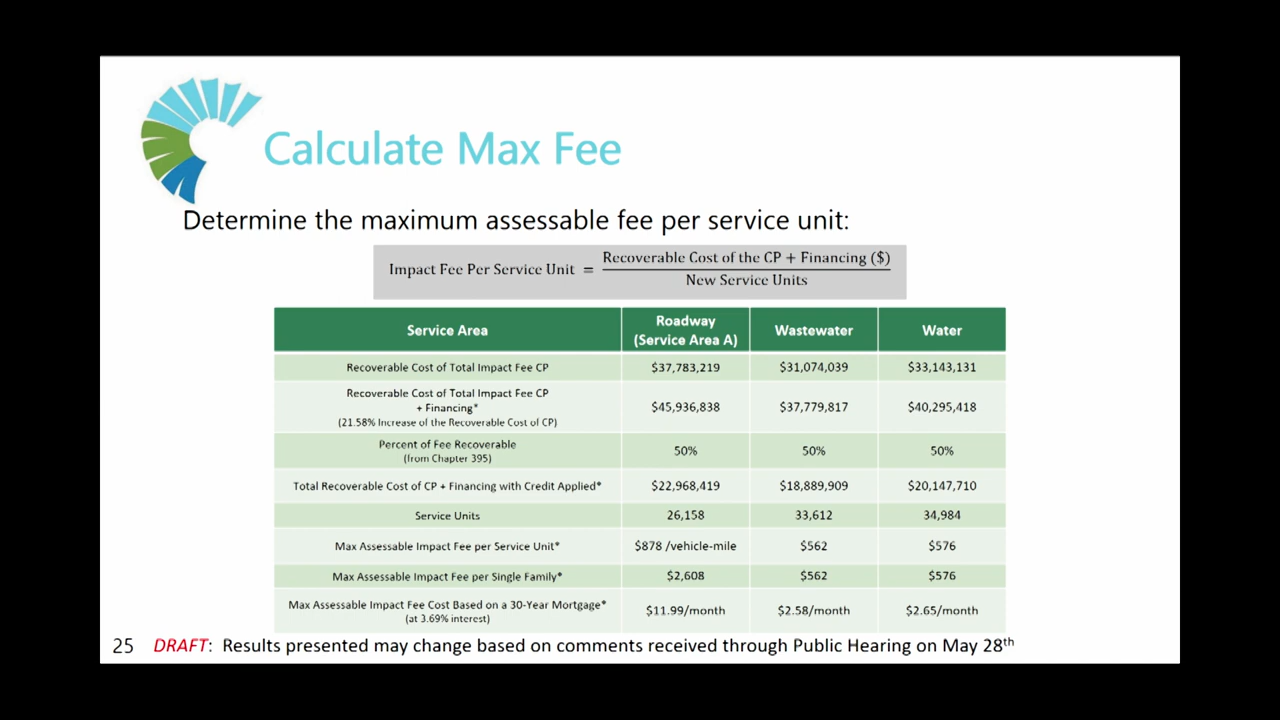 Calculate Max Fee
Determine the maximum assessable fee per service unit:
Impact Fee Per Service Unit = Recoverable Cost of the CP + Financing ($)
New Service Units
Service Area Roadway (Service Area A) Wastewater Water
Recoverable Cost of Total Impact Fee CP $37,783,219 $31,074,039 $33,143,131
Recoverable Cost of Total Impact Fee CP
+ Financing* $45,936,838 $37,779,817 $40,295,418
(21.58% Increase of the Recoverable Cost of CP)
Percent of Fee Recoverable
(from Chapter 395) 50% 50% 50%
Total Recoverable Cost of CP + Financing with Credit Applied* $22,968,419 $18,889,909 $20,147,710
Service Units 26,158 33,612 34,984
Max Assessable Impact Fee per Service Unit* $878 /vehicle-mile $562 $576
Max Assessable Impact Fee per Single Family* $2,608 $562 $576
Max Assessable Impact Fee Cost Based on a 30-Year Mortgage*
(at 3.69% interest) $11.99/month $2.58/month $2.65/month
25 DRAFT: Results presented may change based on comments received through Public Hearing on May 28th